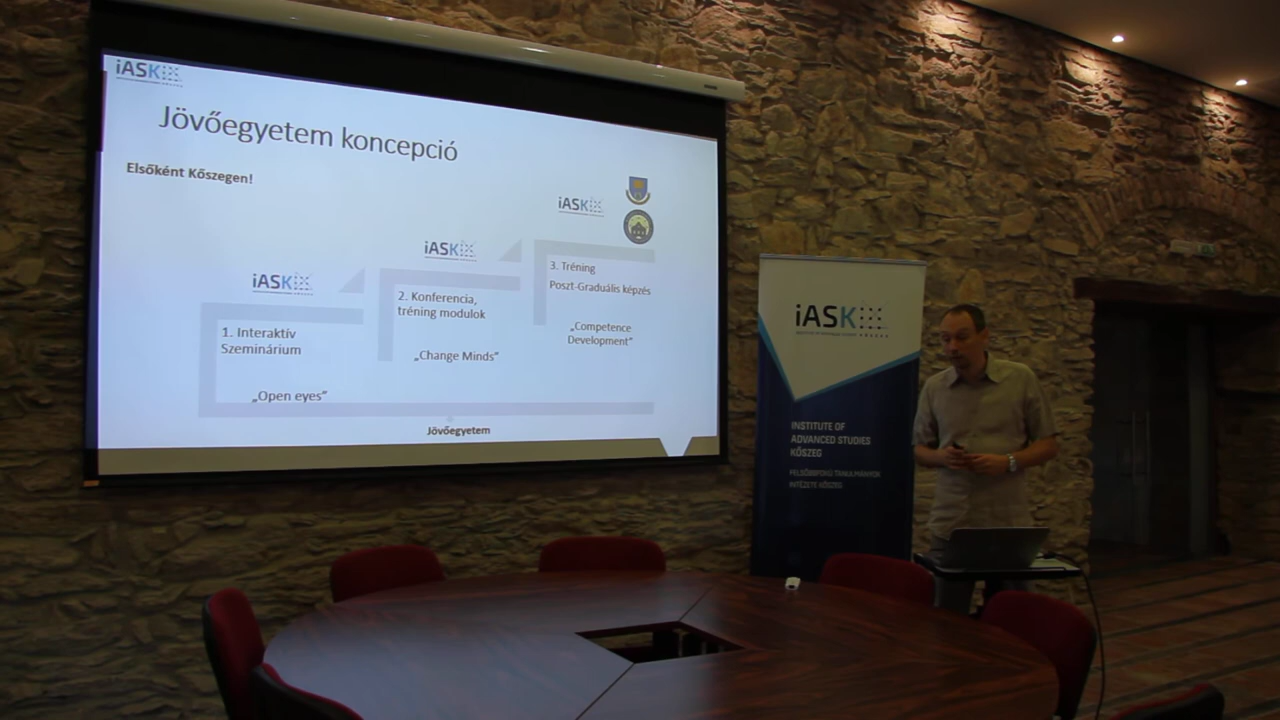 iASK
Jövőegyetem koncepció
Elsőként Kőszegen!
iASK
iASK
iASK
1. Interaktív
Szeminárium
„Open eyes”
2. Konferencia,
tréning modulok
„Change Minds”
3. Tréning
Poszt-Graduális képzés
„Competence
Development”
Jövőegyetem
iASK
INSTITUTE OF
ADVANCED STUDIES
KŐSZEG
FELSŐBBFOKÚ TANULMÁNYOK
INTÉZETE KŐSZEG